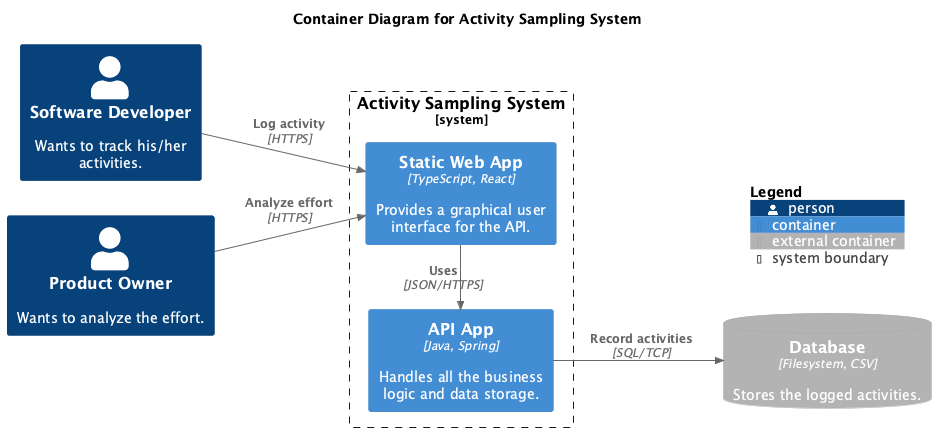 Container Diagram for Activity Sampling System
Software Developer
Wants to track his/her
activities.
Log activity
[HTTPS]
Product Owner
Wants to analyze the effort.
Analyze effort
[HTTPS]
Activity Sampling System
[system]
Static Web App
[TypeScript, React]
Provides a graphical user
interface for the API.
Uses
[JSON/HTTPS]
API App
[Java, Spring]
Handles all the business
logic and data storage.
Record activities
[SQL/TCP]
Database
[Filesystem, CSV]
Stores the logged activities.
Legend
person
container
external container
system boundary